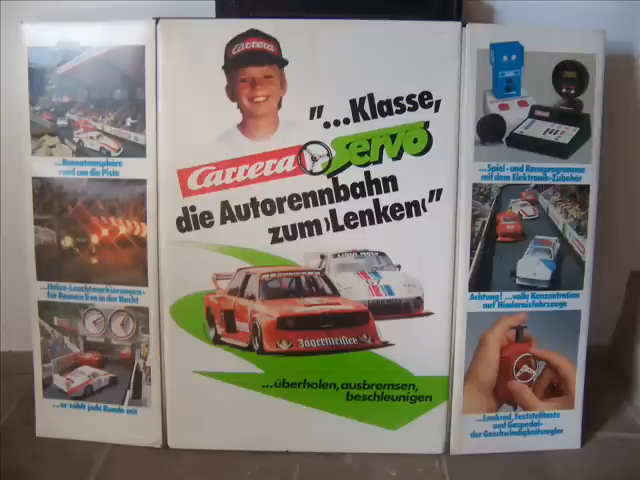 ...Rennatmosphäre
rund um die Piste
...Relux-Leuchtmarkierungen-
für Rennen live in der Nacht
...er zählt jede Runde mit
Carrera
"...Klasse,
Carrera Servo
die Autorennbahn
zum ›Lenken‹"
Jägermeister
...überholen, ausbremsen,
beschleunigen
...Spiel- und Rennprogramme
mit dem Elektronik-Zubehör
Achtung! ...volle Konzentration
auf Hindernisfahrzeuge
...Lenkrad, Feststelltaste
und Gaspedal-
der Geschwindigkeitsregler